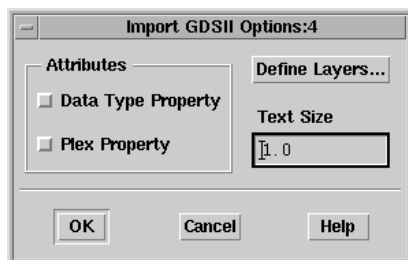 Import GDSII Options:4
Attributes
Data Type Property
Plex Property
Define Layers...
Text Size
1.0
OK
Cancel
Help